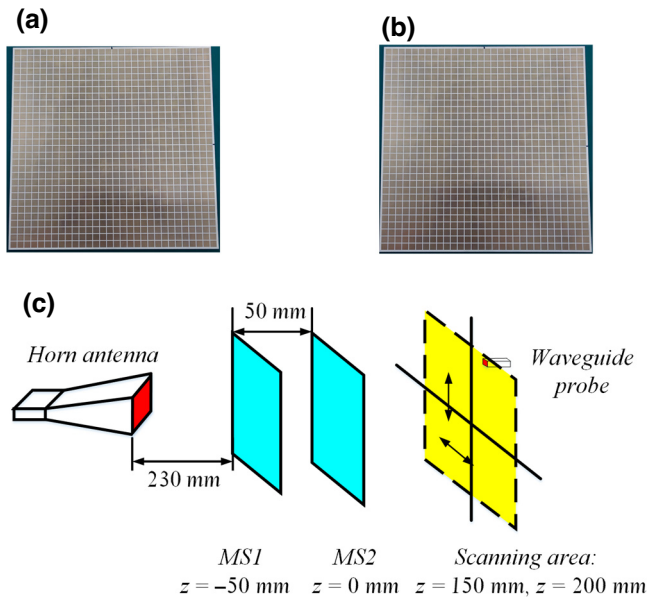 (a)
(b)
(c)
50 mm
Horn antenna
Waveguide
probe
230 mm
MS1
MS2
Scanning area:
z = −50 mm
z = 0 mm
z = 150 mm, z = 200 mm